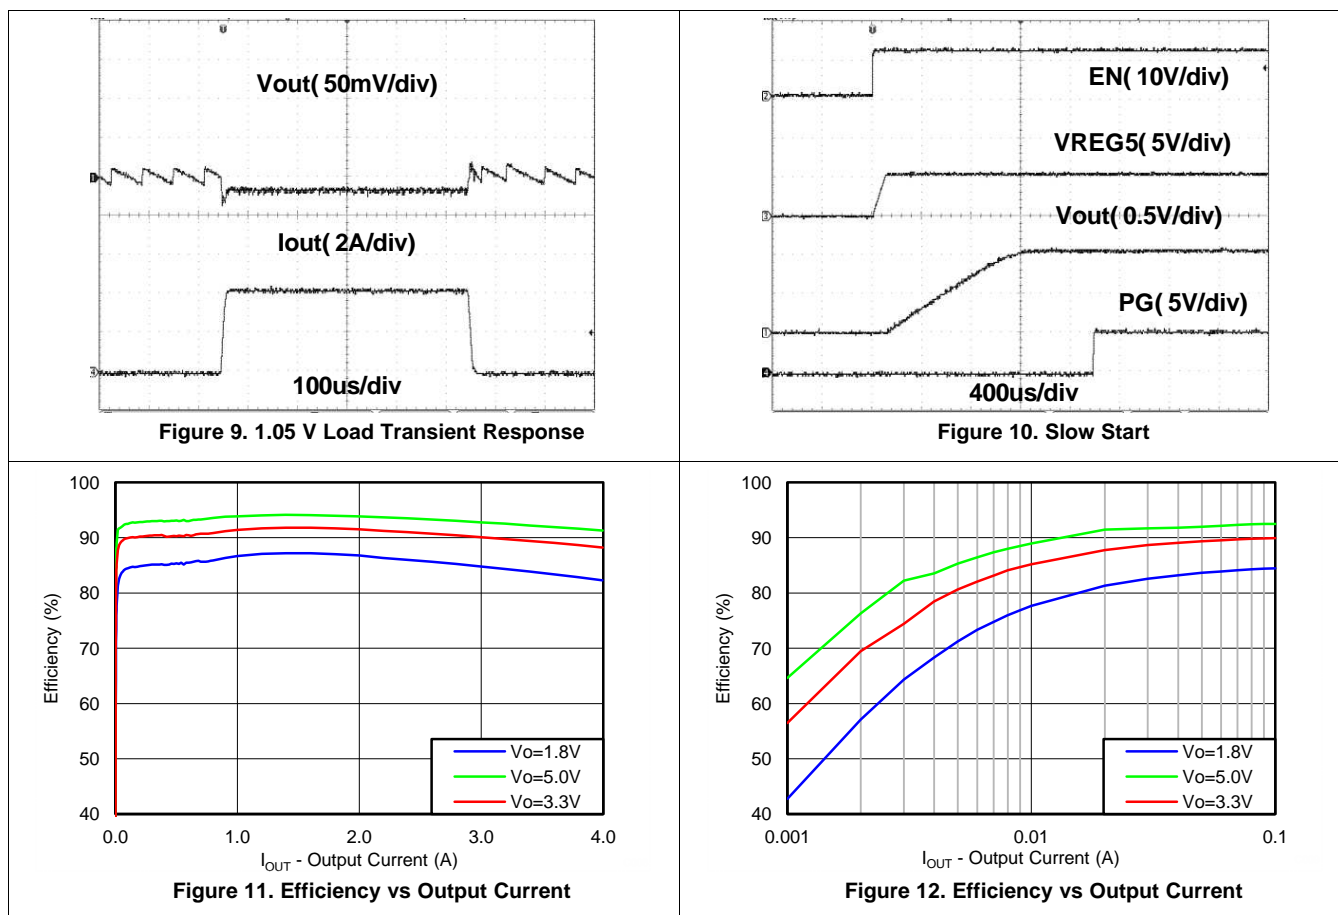 Vout( 50mV/div)
Iout( 2A/div)
100us/div
Figure 9. 1.05 V Load Transient Response
EN( 10V/div)
VREG5( 5V/div)
Vout( 0.5V/div)
PG( 5V/div)
400us/div
Figure 10. Slow Start
100
90
80
70
60
50
40
Efficiency (%)
Vo=1.8V
Vo=5.0V
Vo=3.3V
0.0 1.0 2.0 3.0 4.0
IOUT - Output Current (A)
Figure 11. Efficiency vs Output Current
100
90
80
70
60
50
40
Efficiency (%)
Vo=1.8V
Vo=5.0V
Vo=3.3V
0.001 0.01 0.1
IOUT - Output Current (A)
Figure 12. Efficiency vs Output Current